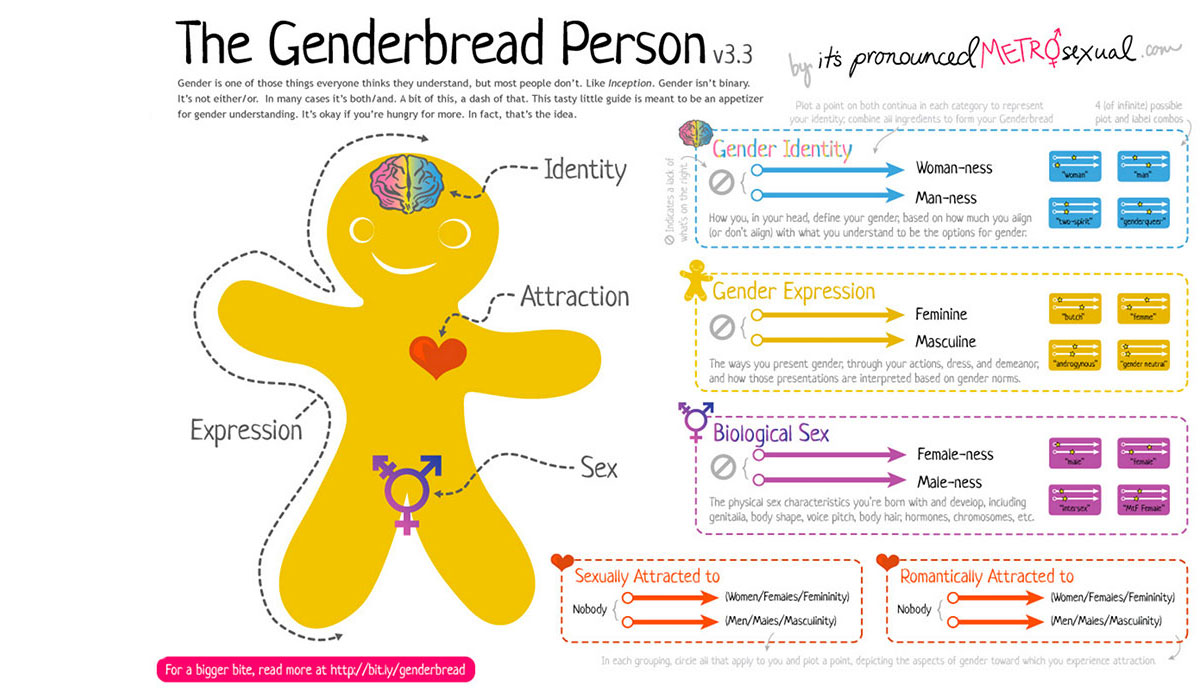 The Genderbread Person v3.3
by it's pronounced METROsexual.com
Gender is one of those things everyone thinks they understand, but most people don't. Like Inception. Gender isn't binary.
It's not either/or. In many cases it's both/and. A bit of this, a dash of that. This tasty little guide is meant to be an appetizer
for gender understanding. It's okay if you're hungry for more. In fact, that's the idea.
Plot a point on both continua in each category to represent
your identity; combine all ingredients to form your Genderbread
4 (of infinite) possible
plot and label combos
Identity
Attraction
Expression
Sex
Indicates a lack of
what's on the right.
Gender Identity
Woman-ness
Man-ness
"woman"
"man"
"two-spirit"
"genderqueer"
How you, in your head, define your gender, based on how much you align
(or don't align) with what you understand to be the options for gender.
Gender Expression
Feminine
Masculine
"butch"
"femme"
"androgynous"
"gender neutral"
The ways you present gender, through your actions, dress, and demeanor,
and how those presentations are interpreted based on gender norms.
Biological Sex
Female-ness
Male-ness
"male"
"female"
"intersex"
"MtF Female"
The physical sex characteristics you're born with and develop, including
genitalia, body shape, voice pitch, body hair, hormones, chromosomes, etc.
Sexually Attracted to
Nobody
(Women/Females/Femininity)
(Men/Males/Masculinity)
Romantically Attracted to
Nobody
(Women/Females/Femininity)
(Men/Males/Masculinity)
In each grouping, circle all that apply to you and plot a point, depicting the aspects of gender toward which you experience attraction.
For a bigger bite, read more at http://bit.ly/genderbread